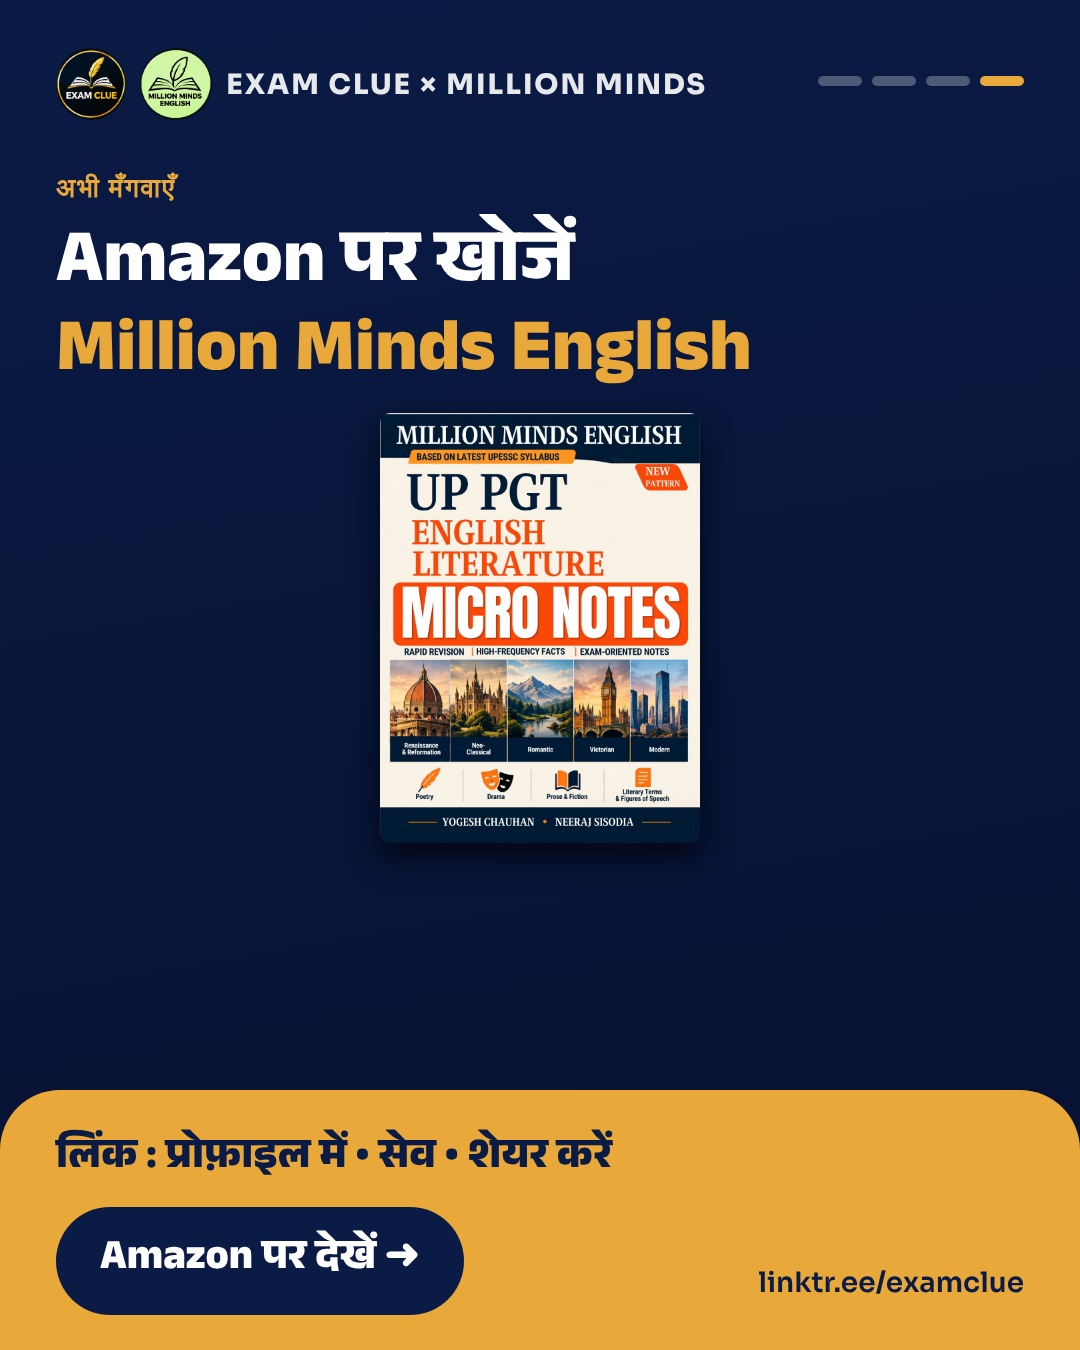 EXAM CLUE
MILLION MINDS
ENGLISH
EXAM CLUE × MILLION MINDS
अभी मँगवाएँ
Amazon पर खोजें
Million Minds English
MILLION MINDS ENGLISH
BASED ON LATEST UPESSC SYLLABUS
NEW
PATTERN
UP PGT
ENGLISH
LITERATURE
MICRO NOTES
RAPID REVISION | HIGH-FREQUENCY FACTS | EXAM-ORIENTED NOTES
Renaissance
& Reformation
Neo-
Classical
Romantic
Victorian
Modern
Poetry
Drama
Prose & Fiction
Literary Terms
& Figures of Speech
YOGESH CHAUHAN • NEERAJ SISODIA
लिंक : प्रोफ़ाइल में • सेव • शेयर करें
Amazon पर देखें ➜
linktr.ee/examclue